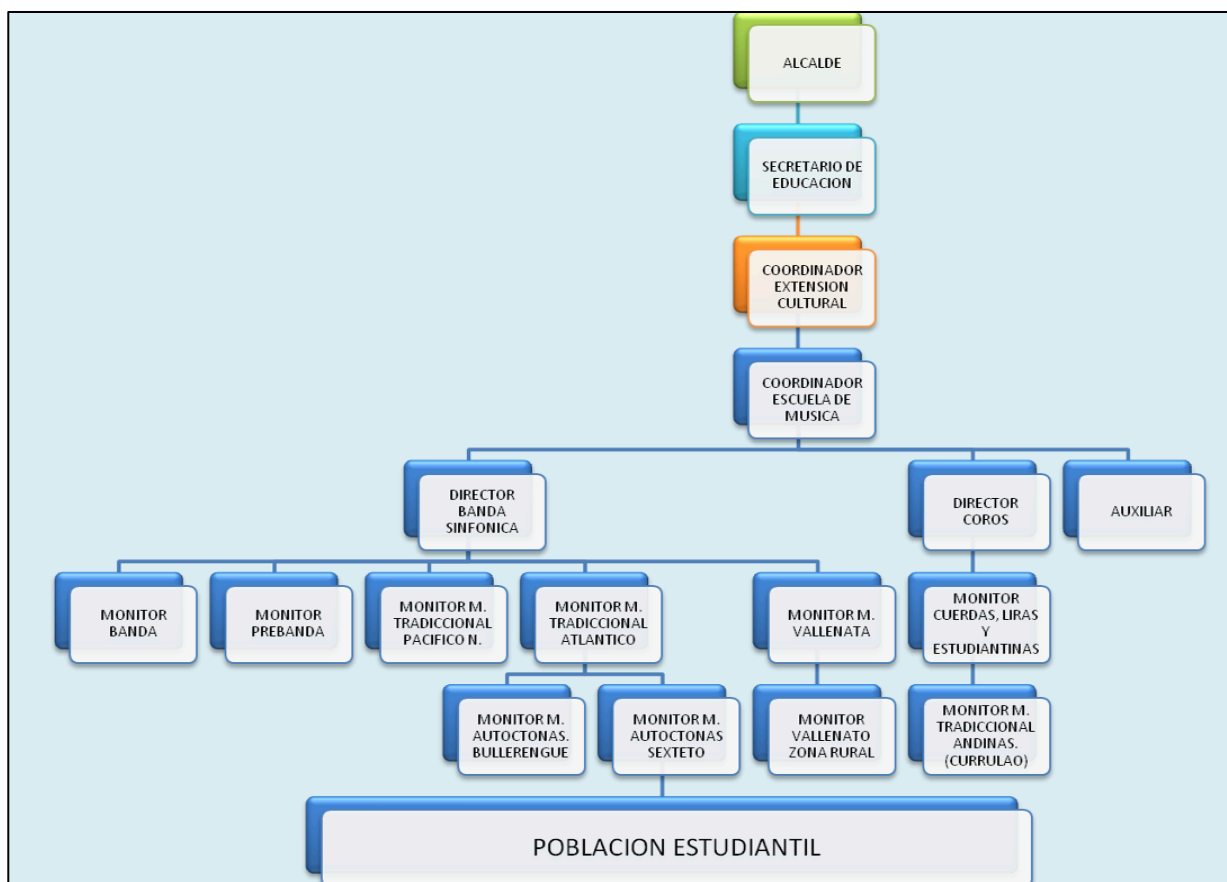 ALCALDE
SECRETARIO DE
EDUCACION
COORDINADOR
EXTENSION
CULTURAL
COORDINADOR
ESCUELA DE
MUSICA
DIRECTOR
BANDA
SINFONICA
DIRECTOR
COROS
AUXILIAR
MONITOR
BANDA
MONITOR
PREBANDA
MONITOR M.
TRADICCIONAL
PACIFICO N.
MONITOR M.
TRADICCIONAL
ATLANTICO
MONITOR M.
VALLENATA
MONITOR
CUERDAS, LIRAS
Y
ESTUDIANTINAS
MONITOR M.
AUTOCTONAS.
BULLERENGUE
MONITOR M.
AUTOCTONAS
SEXTETO
MONITOR
VALLENATO
ZONA RURAL
MONITOR M.
TRADICCIONAL
ANDINAS.
(CURRULAO)
POBLACION ESTUDIANTIL